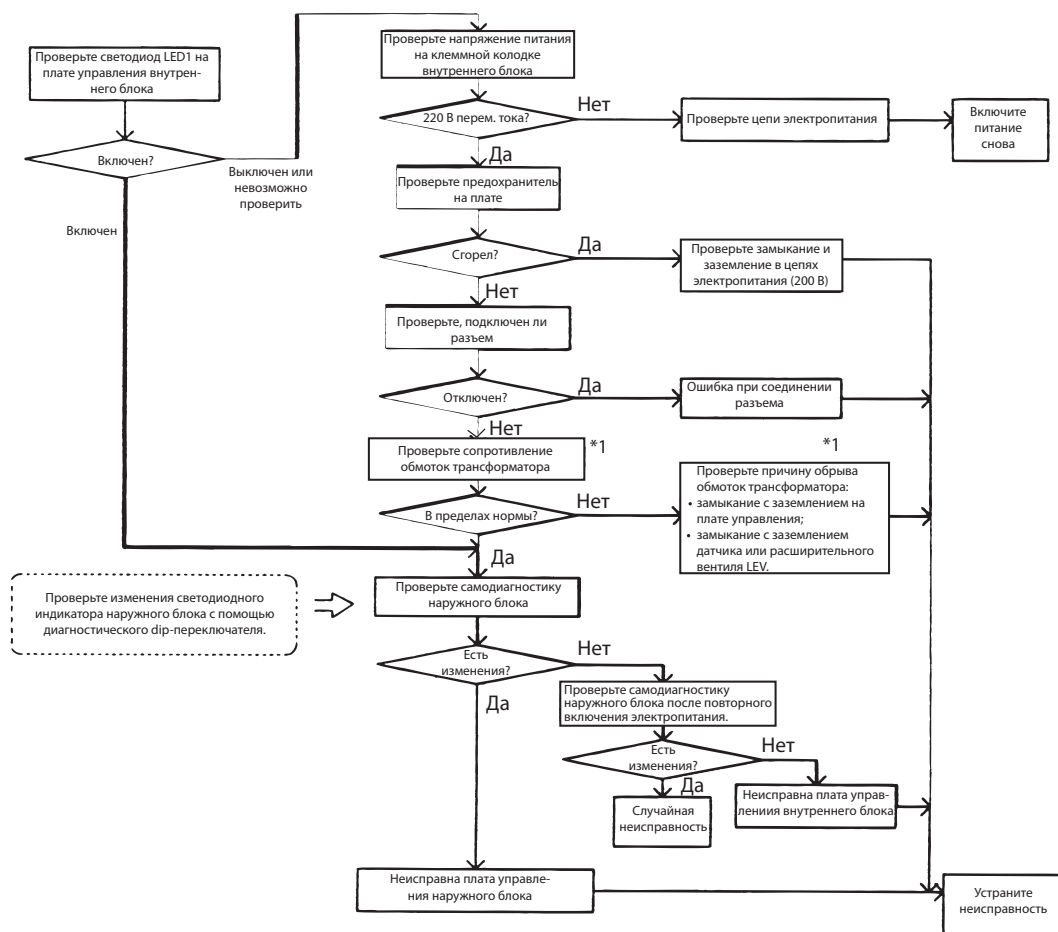 Проверьте светодиод LED1 на
плате управления внутрен-
него блока
Включен?
Выключен или
невозможно
проверить
Включен
Проверьте напряжение питания
на клеммной колодке
внутреннего блока
220 В перем. тока?
Нет
Проверьте цепи электропитания
Включите
питание
снова
Да
Проверьте предохранитель
на плате
Сгорел?
Да
Проверьте замыкание и
заземление в цепях
электропитания (200 В)
Нет
Проверьте, подключен ли
разъем
Отключен?
Да
Ошибка при соединении
разъема
Нет
Проверьте сопротивление
обмоток трансформатора
*1
*1
Проверьте причину обрыва
обмоток трансформатора:
• замыкание с заземлением на
плате управления;
• замыкание с заземлением
датчика или расширительного
вентиля LEV.
В пределах нормы?
Нет
Да
Проверьте изменения светодиодного
индикатора наружного блока с помощью
диагностического dip-переключателя.
Проверьте самодиагностику
наружного блока
Есть
изменения?
Нет
Да
Проверьте самодиагностику
наружного блока после повторного
включения электропитания.
Есть
изменения?
Нет
Да
Случайная
неисправность
Неисправна плата управ-
лениия внутреннего блока
Неисправна плата управле-
ния наружного блока
Устраните
неисправность